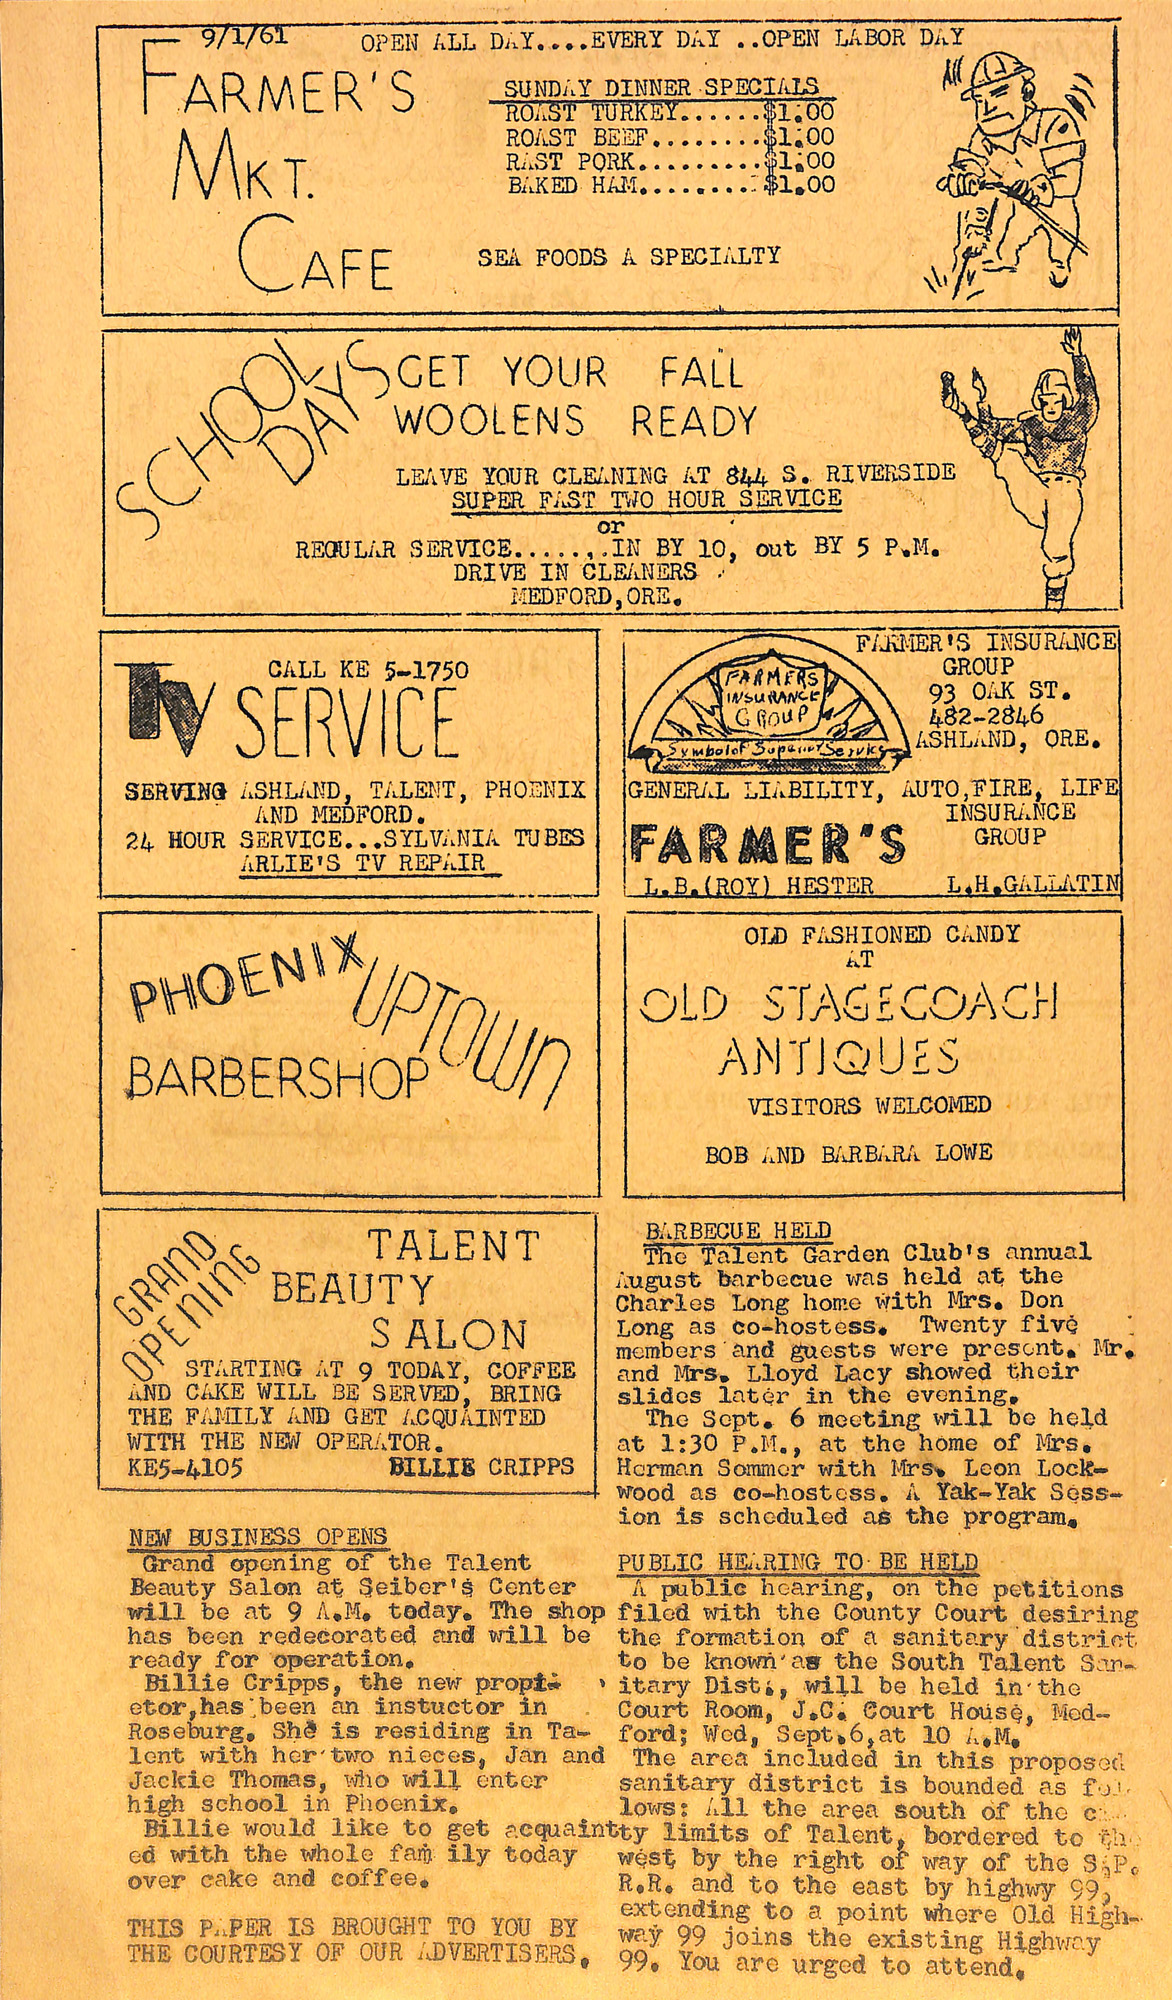 9/1/61
OPEN ALL DAY....EVERY DAY ..OPEN LABOR DAY
FARMER'S
MKT.
CAFE
SUNDAY DINNER SPECIALS
ROAST TURKEY......$1.00
ROAST BEEF........$1.00
RAST PORK.........$1.00
BAKED HAM.........$1.00
SEA FOODS A SPECIALTY
SCHOOL
DAYS
GET YOUR FALL
WOOLENS READY
LEAVE YOUR CLEANING AT 844 S. RIVERSIDE
SUPER FAST TWO HOUR SERVICE
or
REGULAR SERVICE.......IN BY 10, out BY 5 P.M.
DRIVE IN CLEANERS
MEDFORD,ORE.
CALL KE 5-1750
TV SERVICE
SERVING ASHLAND, TALENT, PHOENIX
AND MEDFORD.
24 HOUR SERVICE...SYLVANIA TUBES
ARLIE'S TV REPAIR
FARMER'S INSURANCE
GROUP
93 OAK ST.
482-2846
ASHLAND, ORE.
FARMERS
INSURANCE
GROUP
Symbol of Superior Service
GENERAL LIABILITY, AUTO,FIRE, LIFE
INSURANCE
GROUP
FARMER'S
L.B.(ROY) HESTER L.H.GALLATIN
PHOENIX UPTOWN
BARBERSHOP
OLD FASHIONED CANDY
AT
OLD STAGECOACH
ANTIQUES
VISITORS WELCOMED
BOB AND BARBARA LOWE
GRAND
OPENING
TALENT
BEAUTY
SALON
STARTING AT 9 TODAY, COFFEE
AND CAKE WILL BE SERVED, BRING
THE FAMILY AND GET ACQUAINTED
WITH THE NEW OPERATOR.
KE5-4105 BILLIE CRIPPS
NEW BUSINESS OPENS
Grand opening of the Talent
Beauty Salon at Seiber's Center
will be at 9 A.M. today. The shop
has been redecorated and will be
ready for operation.
Billie Cripps, the new propri-
etor,has been an instuctor in
Roseburg. She is residing in Ta-
lent with her two nieces, Jan and
Jackie Thomas, who will enter
high school in Phoenix.
Billie would like to get acquaint
ed with the whole fam ily today
over cake and coffee.
THIS PAPER IS BROUGHT TO YOU BY
THE COURTESY OF OUR ADVERTISERS.
BARBECUE HELD
The Talent Garden Club's annual
August barbecue was held at the
Charles Long home with Mrs. Don
Long as co-hostess. Twenty five
members and guests were present. Mr.
and Mrs. Lloyd Lacy showed their
slides later in the evening.
The Sept. 6 meeting will be held
at 1:30 P.M., at the home of Mrs.
Herman Sommer with Mrs. Leon Lock-
wood as co-hostess. A Yak-Yak Sess-
ion is scheduled as the program.
PUBLIC HEARING TO BE HELD
A public hearing, on the petitions
filed with the County Court desiring
the formation of a sanitary district
to be known as the South Talent San-
itary Dist., will be held in the
Court Room, J.C. Court House, Med-
ford; Wed, Sept.6,at 10 A.M.
The area included in this proposed
sanitary district is bounded as fol-
lows: All the area south of the ci
ty limits of Talent, bordered to the
west by the right of way of the S.P.
R.R. and to the east by highwy 99,
extending to a point where Old High-
way 99 joins the existing Highway
99. You are urged to attend.